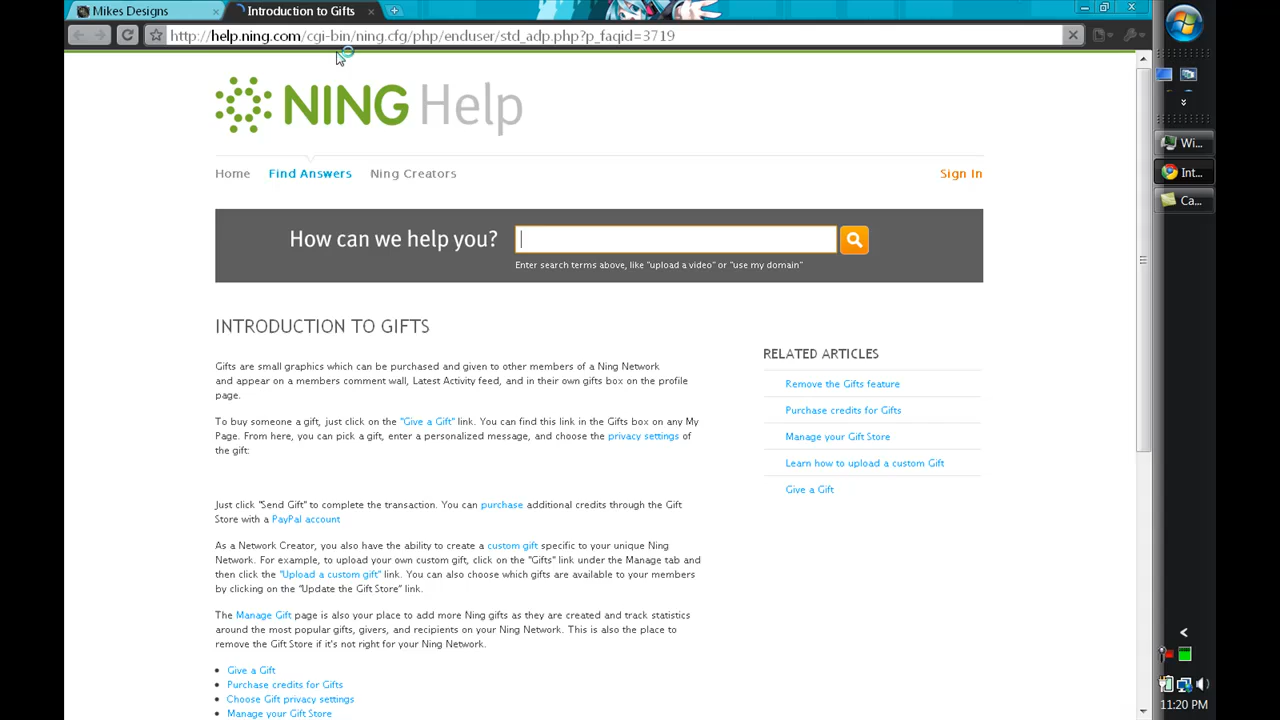 Mikes Designs
Introduction to Gifts
http://help.ning.com/cgi-bin/ning.cfg/php/enduser/std_adp.php?p_faqid=3719
NING Help
Home
Find Answers
Ning Creators
Sign In
How can we help you?
Enter search terms above, like "upload a video" or "use my domain"
INTRODUCTION TO GIFTS
Gifts are small graphics which can be purchased and given to other members of a Ning Network
and appear on a members comment wall, Latest Activity feed, and in their own gifts box on the profile
page.
To buy someone a gift, just click on the "Give a Gift" link. You can find this link in the Gifts box on any My
Page. From here, you can pick a gift, enter a personalized message, and choose the privacy settings of
the gift:
Just click "Send Gift" to complete the transaction. You can purchase additional credits through the Gift
Store with a PayPal account
As a Network Creator, you also have the ability to create a custom gift specific to your unique Ning
Network. For example, to upload your own custom gift, click on the "Gifts" link under the Manage tab and
then click the "Upload a custom gift" link. You can also choose which gifts are available to your members
by clicking on the "Update the Gift Store" link.
The Manage Gift page is also your place to add more Ning gifts as they are created and track statistics
around the most popular gifts, givers, and recipients on your Ning Network. This is also the place to
remove the Gift Store if it's not right for your Ning Network.
• Give a Gift
• Purchase credits for Gifts
• Choose Gift privacy settings
• Manage your Gift Store
RELATED ARTICLES
Remove the Gifts feature
Purchase credits for Gifts
Manage your Gift Store
Learn how to upload a custom Gift
Give a Gift
Wi...
Int...
Ca...
11:20 PM